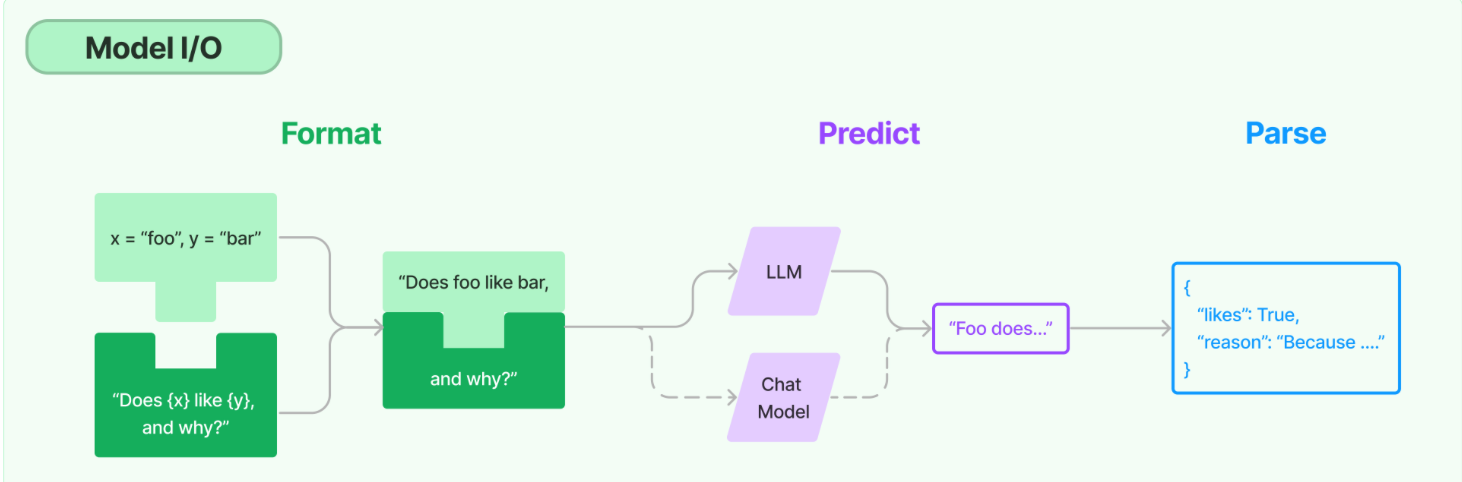 Model I/O
Format
Predict
Parse
x = “foo”, y = “bar”
“Does {x} like {y},
and why?”
“Does foo like bar,
and why?”
LLM
Chat
Model
“Foo does...”
{
“likes”: True,
“reason”: “Because ....”
}